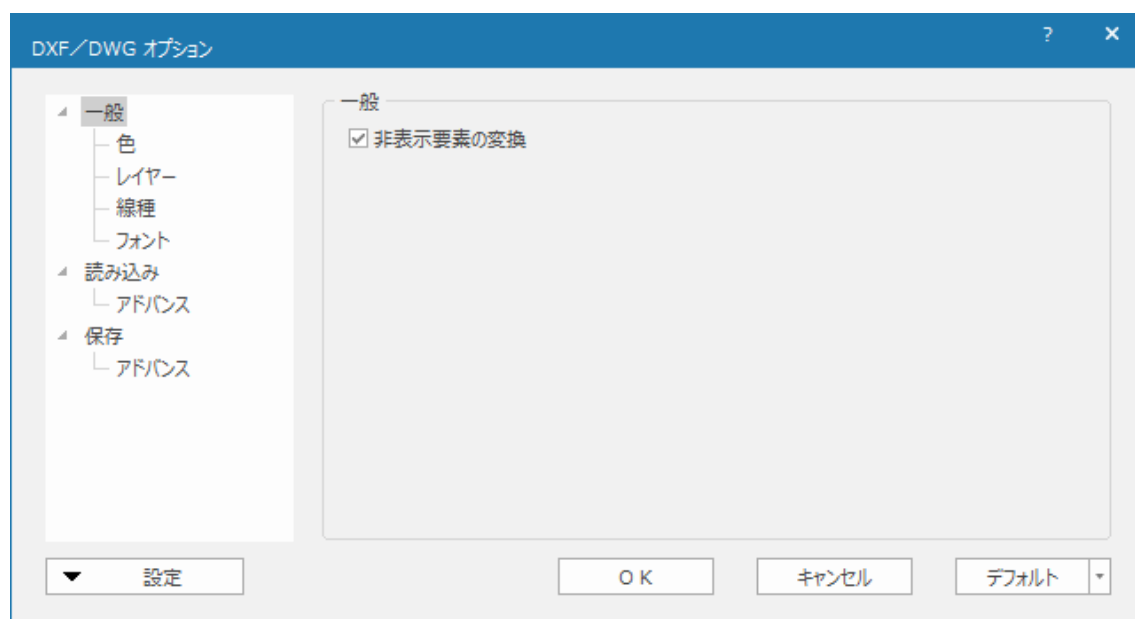 DXF／DWG オプション
?
×
一般
色
レイヤー
線種
フォント
読み込み
アドバンス
保存
アドバンス
一般
非表示要素の変換
設定
ＯＫ
キャンセル
デフォルト